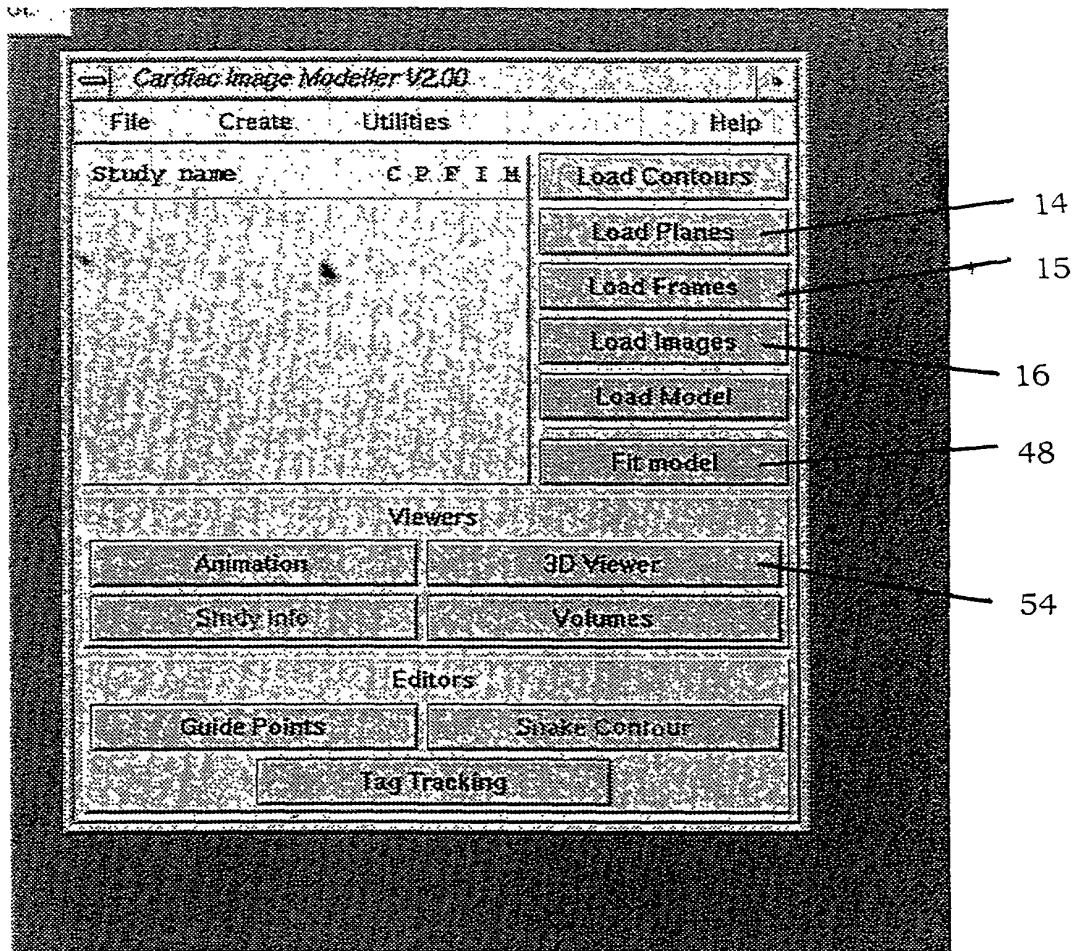 Cardiac Image Modeller V2.00
File Create Utilities Help
Study name C P F I M
Load Contours
Load Planes
14
Load Frames
15
Load Images
16
Load Model
Fit model
48
Viewers
Animation 3D Viewer
54
Study info Volumes
Editors
Guide Points Snake Contour
Tag Tracking